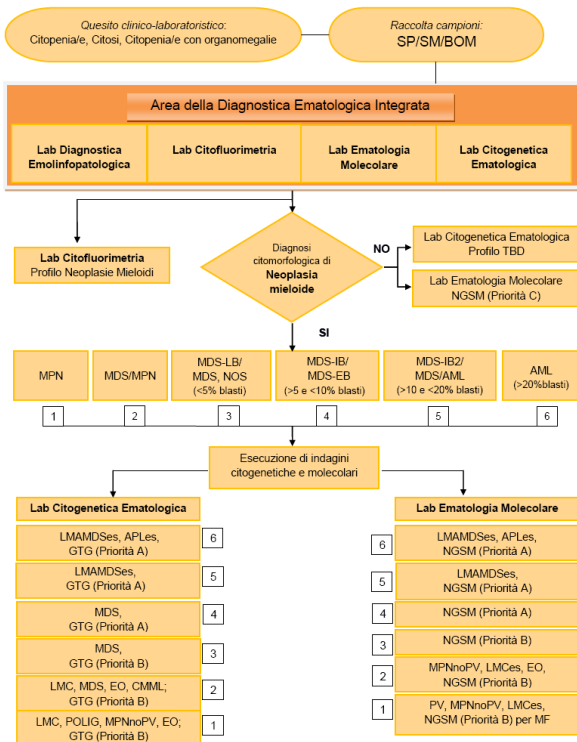 Quesito clinico-laboratoristico:
Citopenia/e, Citosi, Citopenia/e con organomegalie
Raccolta campioni:
SP/SM/BOM
Area della Diagnostica Ematologica Integrata
Lab Diagnostica
Emolinfopatologica
Lab Citofluorimetria
Lab Ematologia
Molecolare
Lab Citogenetica
Ematologica
Lab Citofluorimetria
Profilo Neoplasie Mieloidi
Diagnosi
citomorfologica di
Neoplasia
mieloide
NO
Lab Citogenetica Ematologica
Profilo TBD
Lab Ematologia Molecolare
NGSM (Priorità C)
SI
MPN
MDS/MPN
MDS-LB/
MDS, NOS
(<5% blasti)
MDS-IB/
MDS-EB
(>5 e <10% blasti)
MDS-IB2/
MDS/AML
(>10 e <20% blasti)
AML
(>20%blasti)
1
2
3
4
5
6
Esecuzione di indagini
citogenetiche e molecolari
Lab Citogenetica Ematologica
LMAMDSes, APLes,
GTG (Priorità A)
6
LMAMDSes,
GTG (Priorità A)
5
MDS,
GTG (Priorità A)
4
MDS,
GTG (Priorità B)
3
LMC, MDS, EO, CMML;
GTG (Priorità B)
2
LMC, POLIG, MPNnoPV, EO;
GTG (Priorità B)
1
Lab Ematologia Molecolare
6
LMAMDSes, APLes,
NGSM (Priorità A)
5
LMAMDSes,
NGSM (Priorità A)
4
NGSM (Priorità A)
3
NGSM (Priorità B)
2
MPNnoPV, LMCes, EO,
NGSM (Priorità B)
1
PV, MPNnoPV, LMCes,
NGSM (Priorità B) per MF